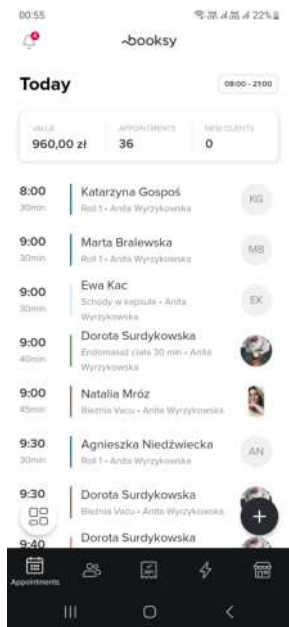 00:55
22%
booksy
Today
08:00 - 21:00
VALUE
APPOINTMENTS
NEW CLIENTS
960,00 zł
36
0
8:00
Katarzyna Gospoś
KG
30min
Roll 1 • Anita Wyrzykowska
9:00
Marta Bralewska
MB
30min
Roll 1 • Anita Wyrzykowska
9:00
Ewa Kac
EK
30min
Schody w kapsule • Anita
Wyrzykowska
9:00
Dorota Surdykowska
40min
Endomasaż ciała 30 min • Anita
Wyrzykowska
9:00
Natalia Mróz
45min
Bieżnia Vacu • Anita Wyrzykowska
9:30
Agnieszka Niedźwiecka
AN
30min
Roll 1 • Anita Wyrzykowska
9:30
Dorota Surdykowska
Bieżnia Vacu • Anita Wyrzykowska
+
9:40
Dorota Surdykowska
Appointments